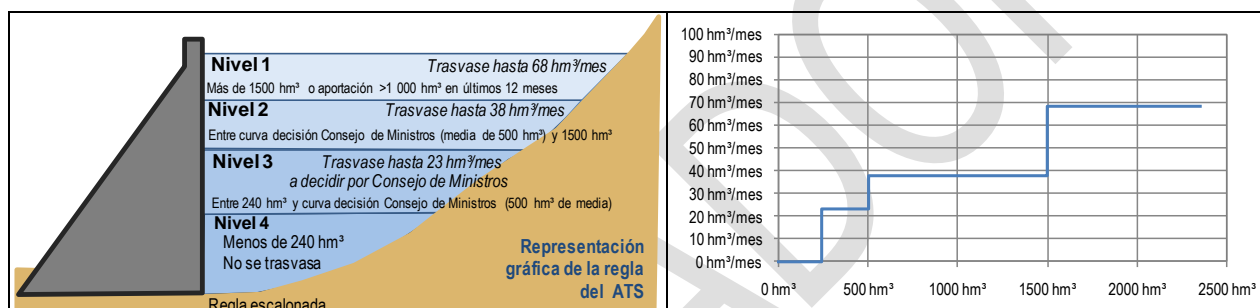 Nivel 1 Trasvase hasta 68 hm³/mes
Más de 1500 hm³ o aportación >1 000 hm³ en últimos 12 meses
Nivel 2 Trasvase hasta 38 hm³/mes
Entre curva decisión Consejo de Ministros (media de 500 hm³) y 1500 hm³
Nivel 3 Trasvase hasta 23 hm³/mes
a decidir por Consejo de Ministros
Entre 240 hm³ y curva decisión Consejo de Ministros (500 hm³ de media)
Nivel 4
Menos de 240 hm³
No se trasvasa
Representación
gráfica de la regla
del ATS
Regla escalonada
100 hm³/mes
90 hm³/mes
80 hm³/mes
70 hm³/mes
60 hm³/mes
50 hm³/mes
40 hm³/mes
30 hm³/mes
20 hm³/mes
10 hm³/mes
0 hm³/mes
0 hm³ 500 hm³ 1000 hm³ 1500 hm³ 2000 hm³ 2500 hm³